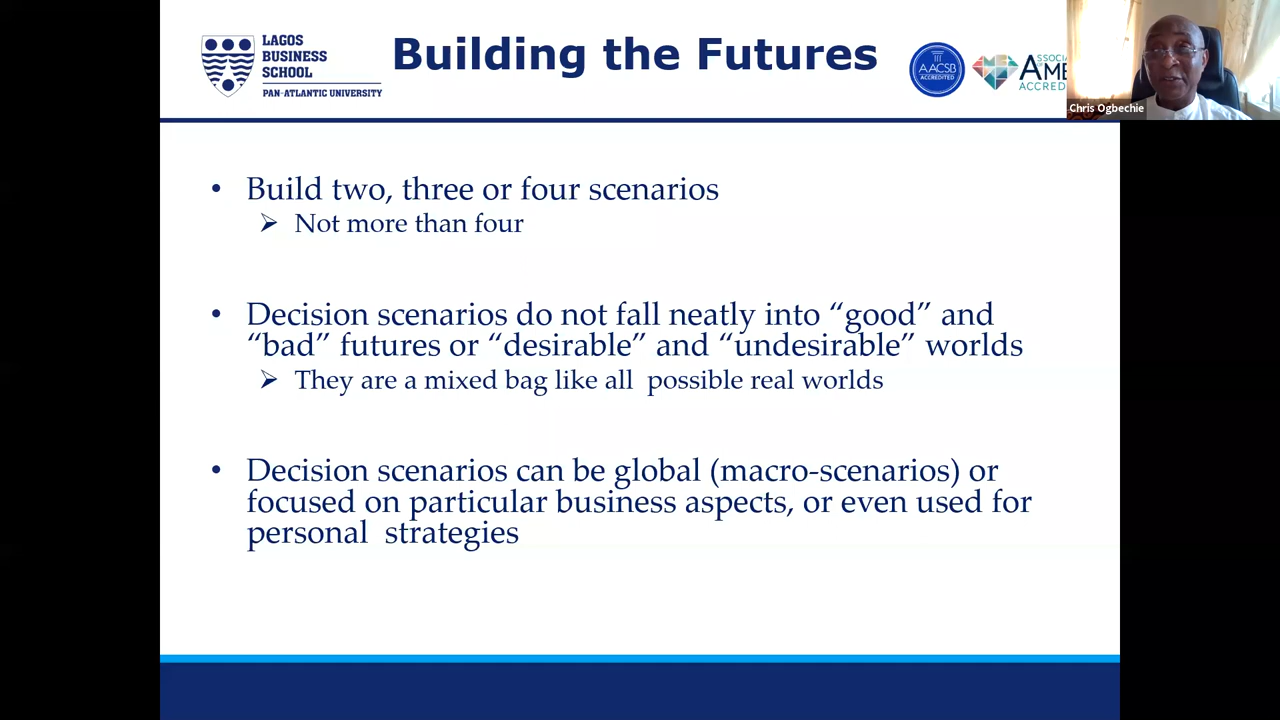 LAGOS
BUSINESS
SCHOOL
PAN-ATLANTIC UNIVERSITY
Building the Futures
AACSB
ACCREDITED
Chris Ogbechie
• Build two, three or four scenarios
➢ Not more than four
• Decision scenarios do not fall neatly into “good” and
“bad” futures or “desirable” and “undesirable” worlds
➢ They are a mixed bag like all possible real worlds
• Decision scenarios can be global (macro-scenarios) or
focused on particular business aspects, or even used for
personal strategies